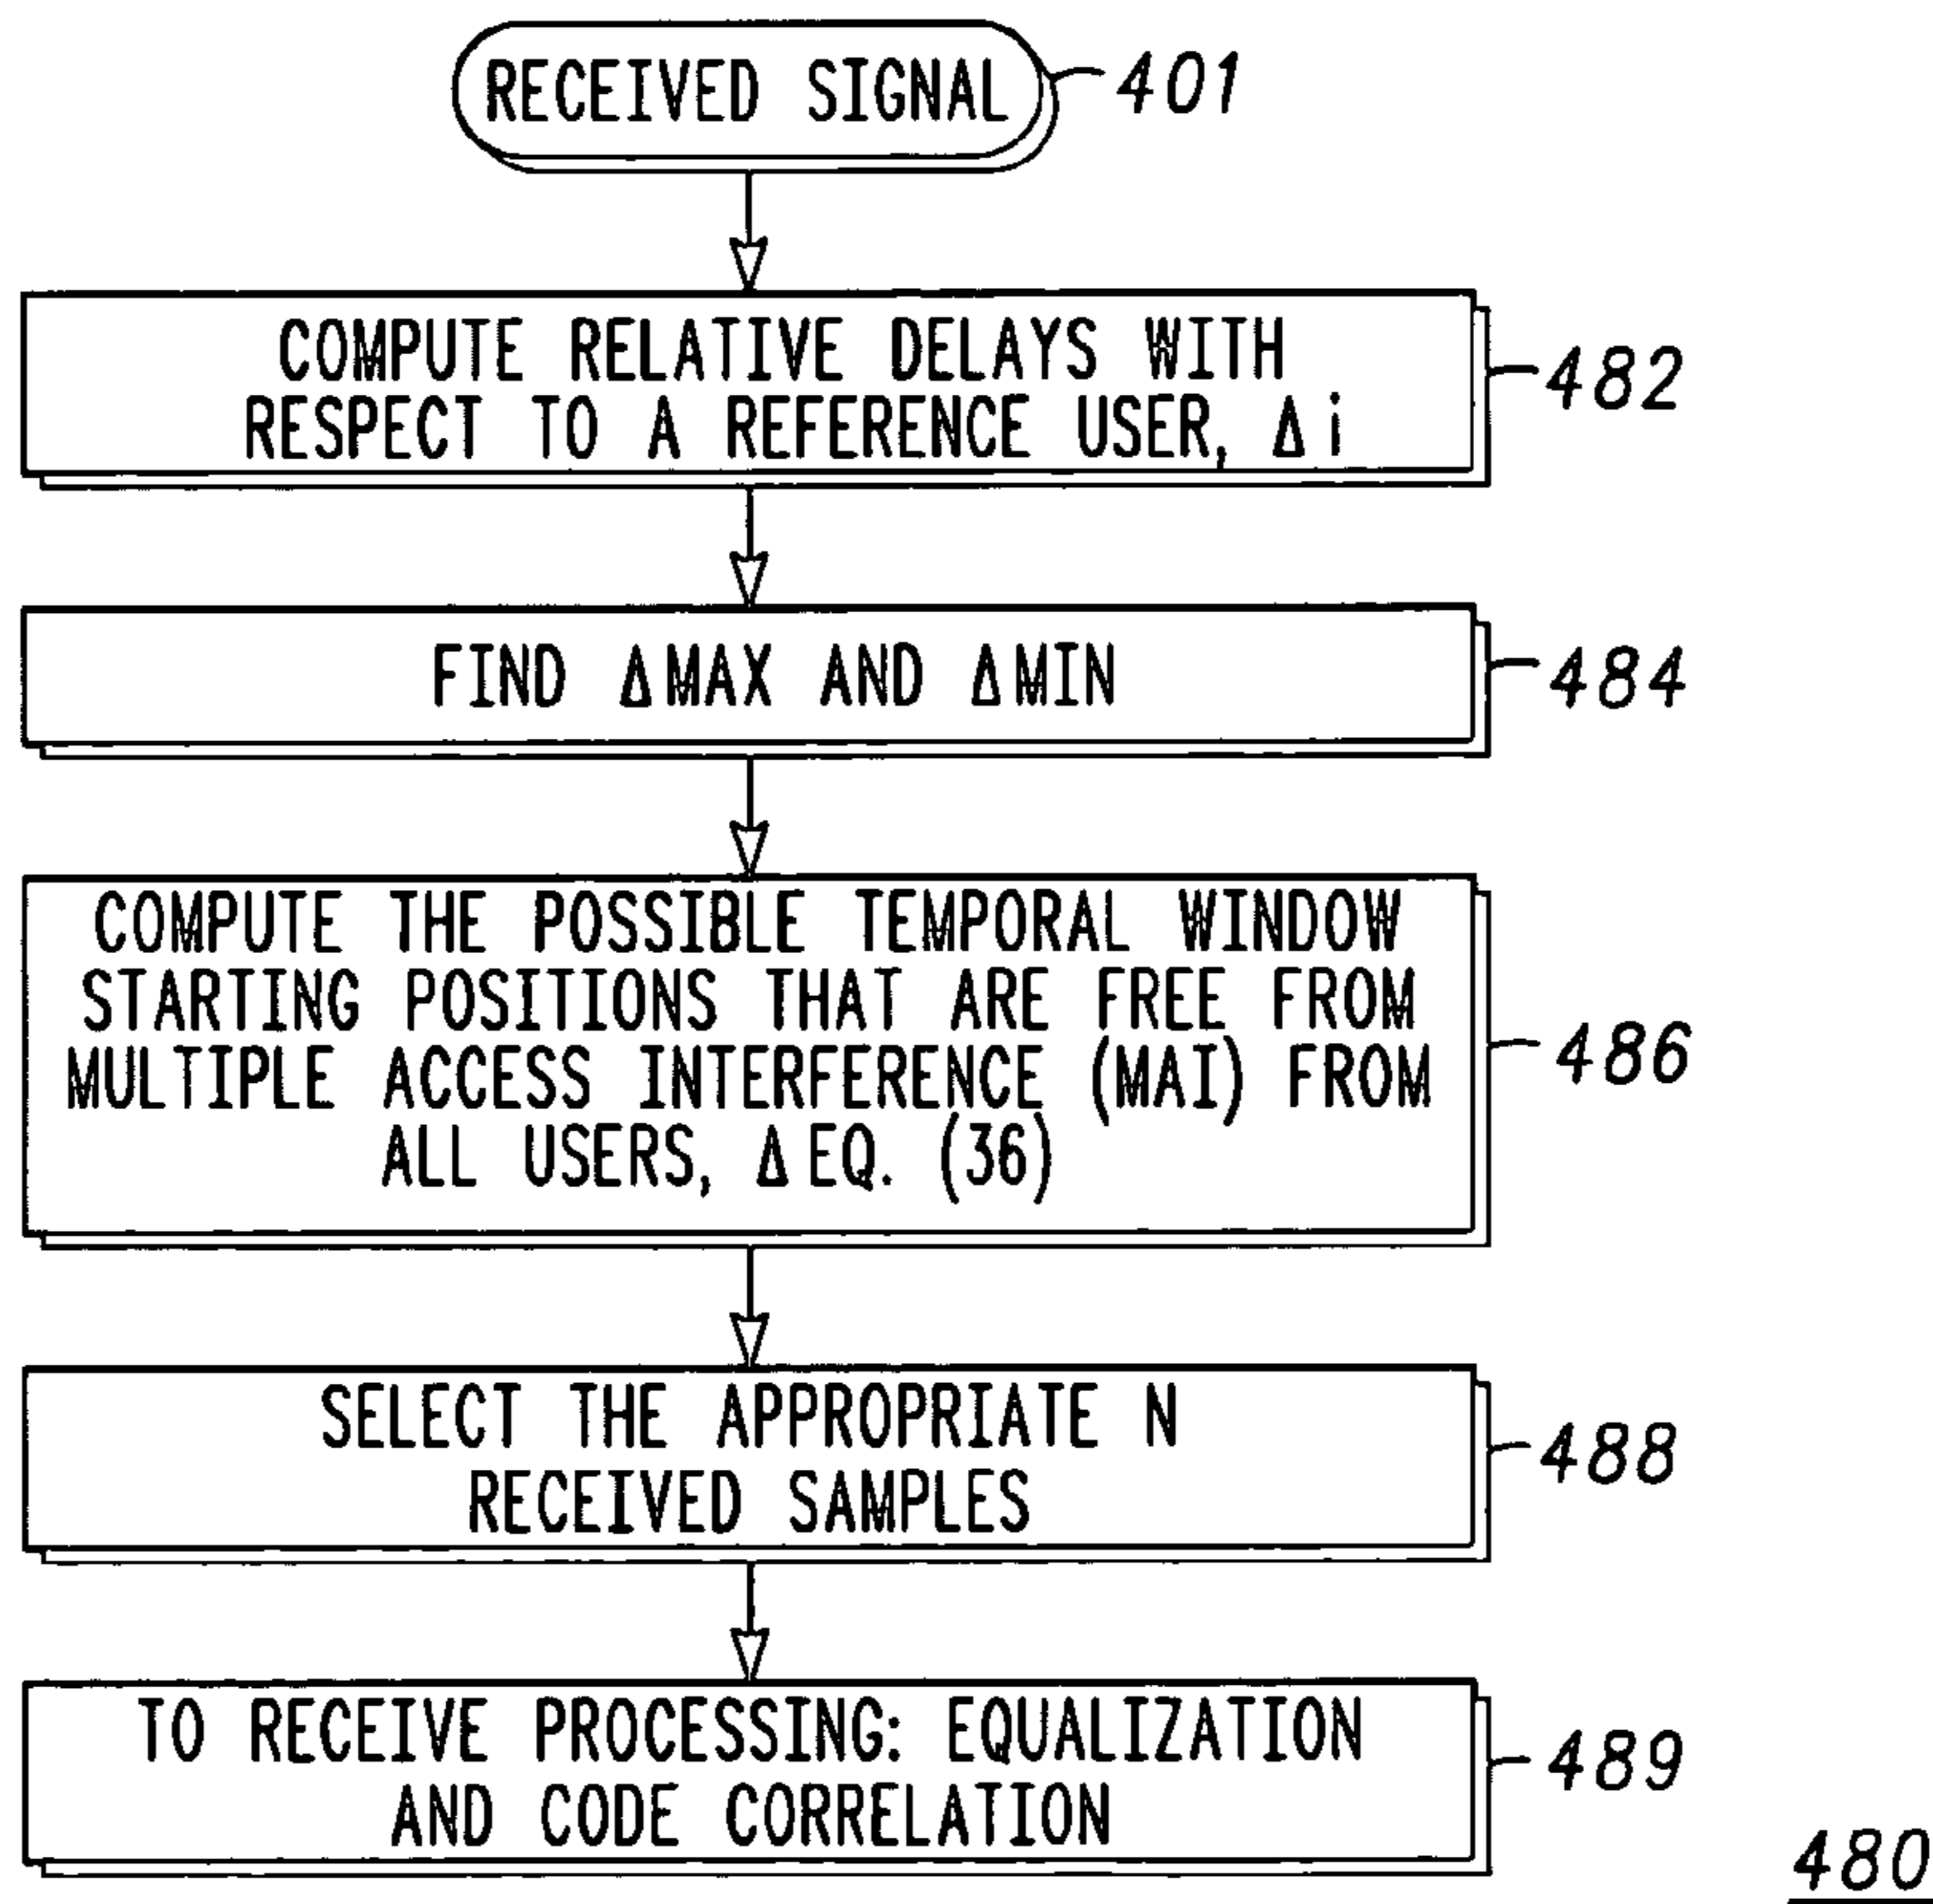 RECEIVED SIGNAL
401
COMPUTE RELATIVE DELAYS WITH
RESPECT TO A REFERENCE USER, Δi
482
FIND ΔMAX AND ΔMIN
484
COMPUTE THE POSSIBLE TEMPORAL WINDOW
STARTING POSITIONS THAT ARE FREE FROM
MULTIPLE ACCESS INTERFERENCE (MAI) FROM
ALL USERS, ΔEQ. (36)
486
SELECT THE APPROPRIATE N
RECEIVED SAMPLES
488
TO RECEIVE PROCESSING: EQUALIZATION
AND CODE CORRELATION
489
480